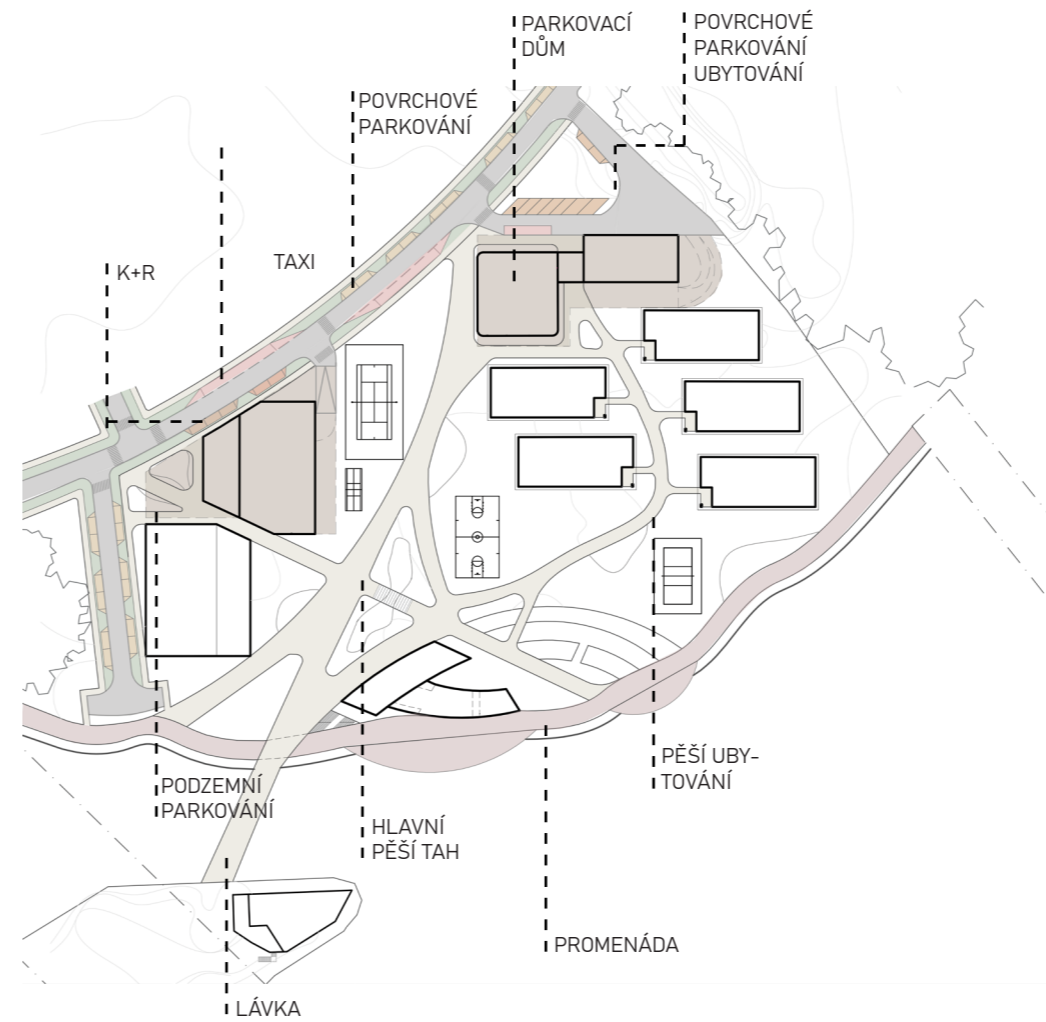 PARKOVACÍ
DŮM
POVRCHOVÉ
PARKOVÁNÍ
UBYTOVÁNÍ
POVRCHOVÉ
PARKOVÁNÍ
TAXI
K+R
PĚŠÍ UBY-
TOVÁNÍ
PODZEMNÍ
PARKOVÁNÍ
HLAVNÍ
PĚŠÍ TAH
PROMENÁDA
LÁVKA